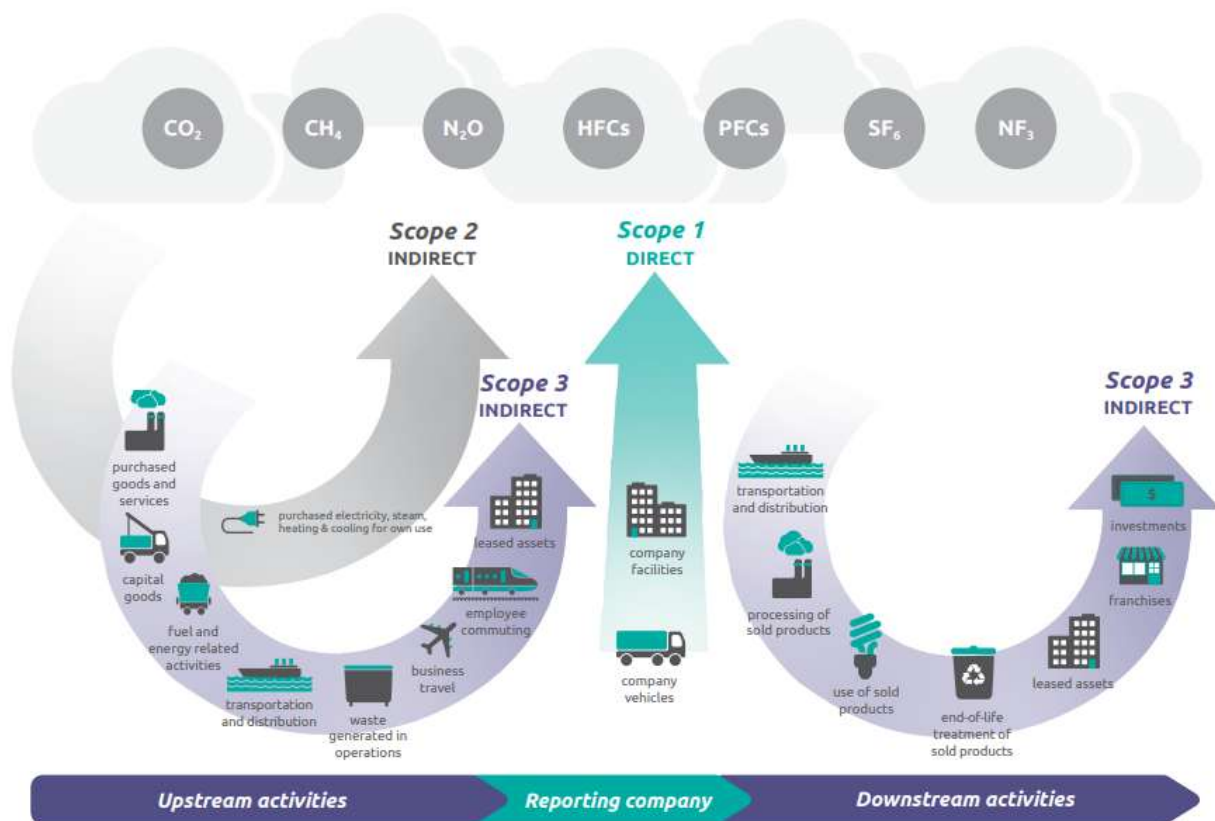 CO₂
CH₄
N₂O
HFCs
PFCs
SF₆
NF₃
Scope 2
INDIRECT
Scope 1
DIRECT
Scope 3
INDIRECT
Scope 3
INDIRECT
purchased
goods and
services
capital
goods
fuel and
energy related
activities
transportation
and distribution
waste
generated in
operations
business
travel
employee
commuting
leased assets
purchased electricity, steam,
heating & cooling for own use
company
facilities
company
vehicles
transportation
and distribution
processing of
sold products
use of sold
products
end-of-life
treatment of
sold products
leased assets
franchises
investments
$
Upstream activities
Reporting company
Downstream activities